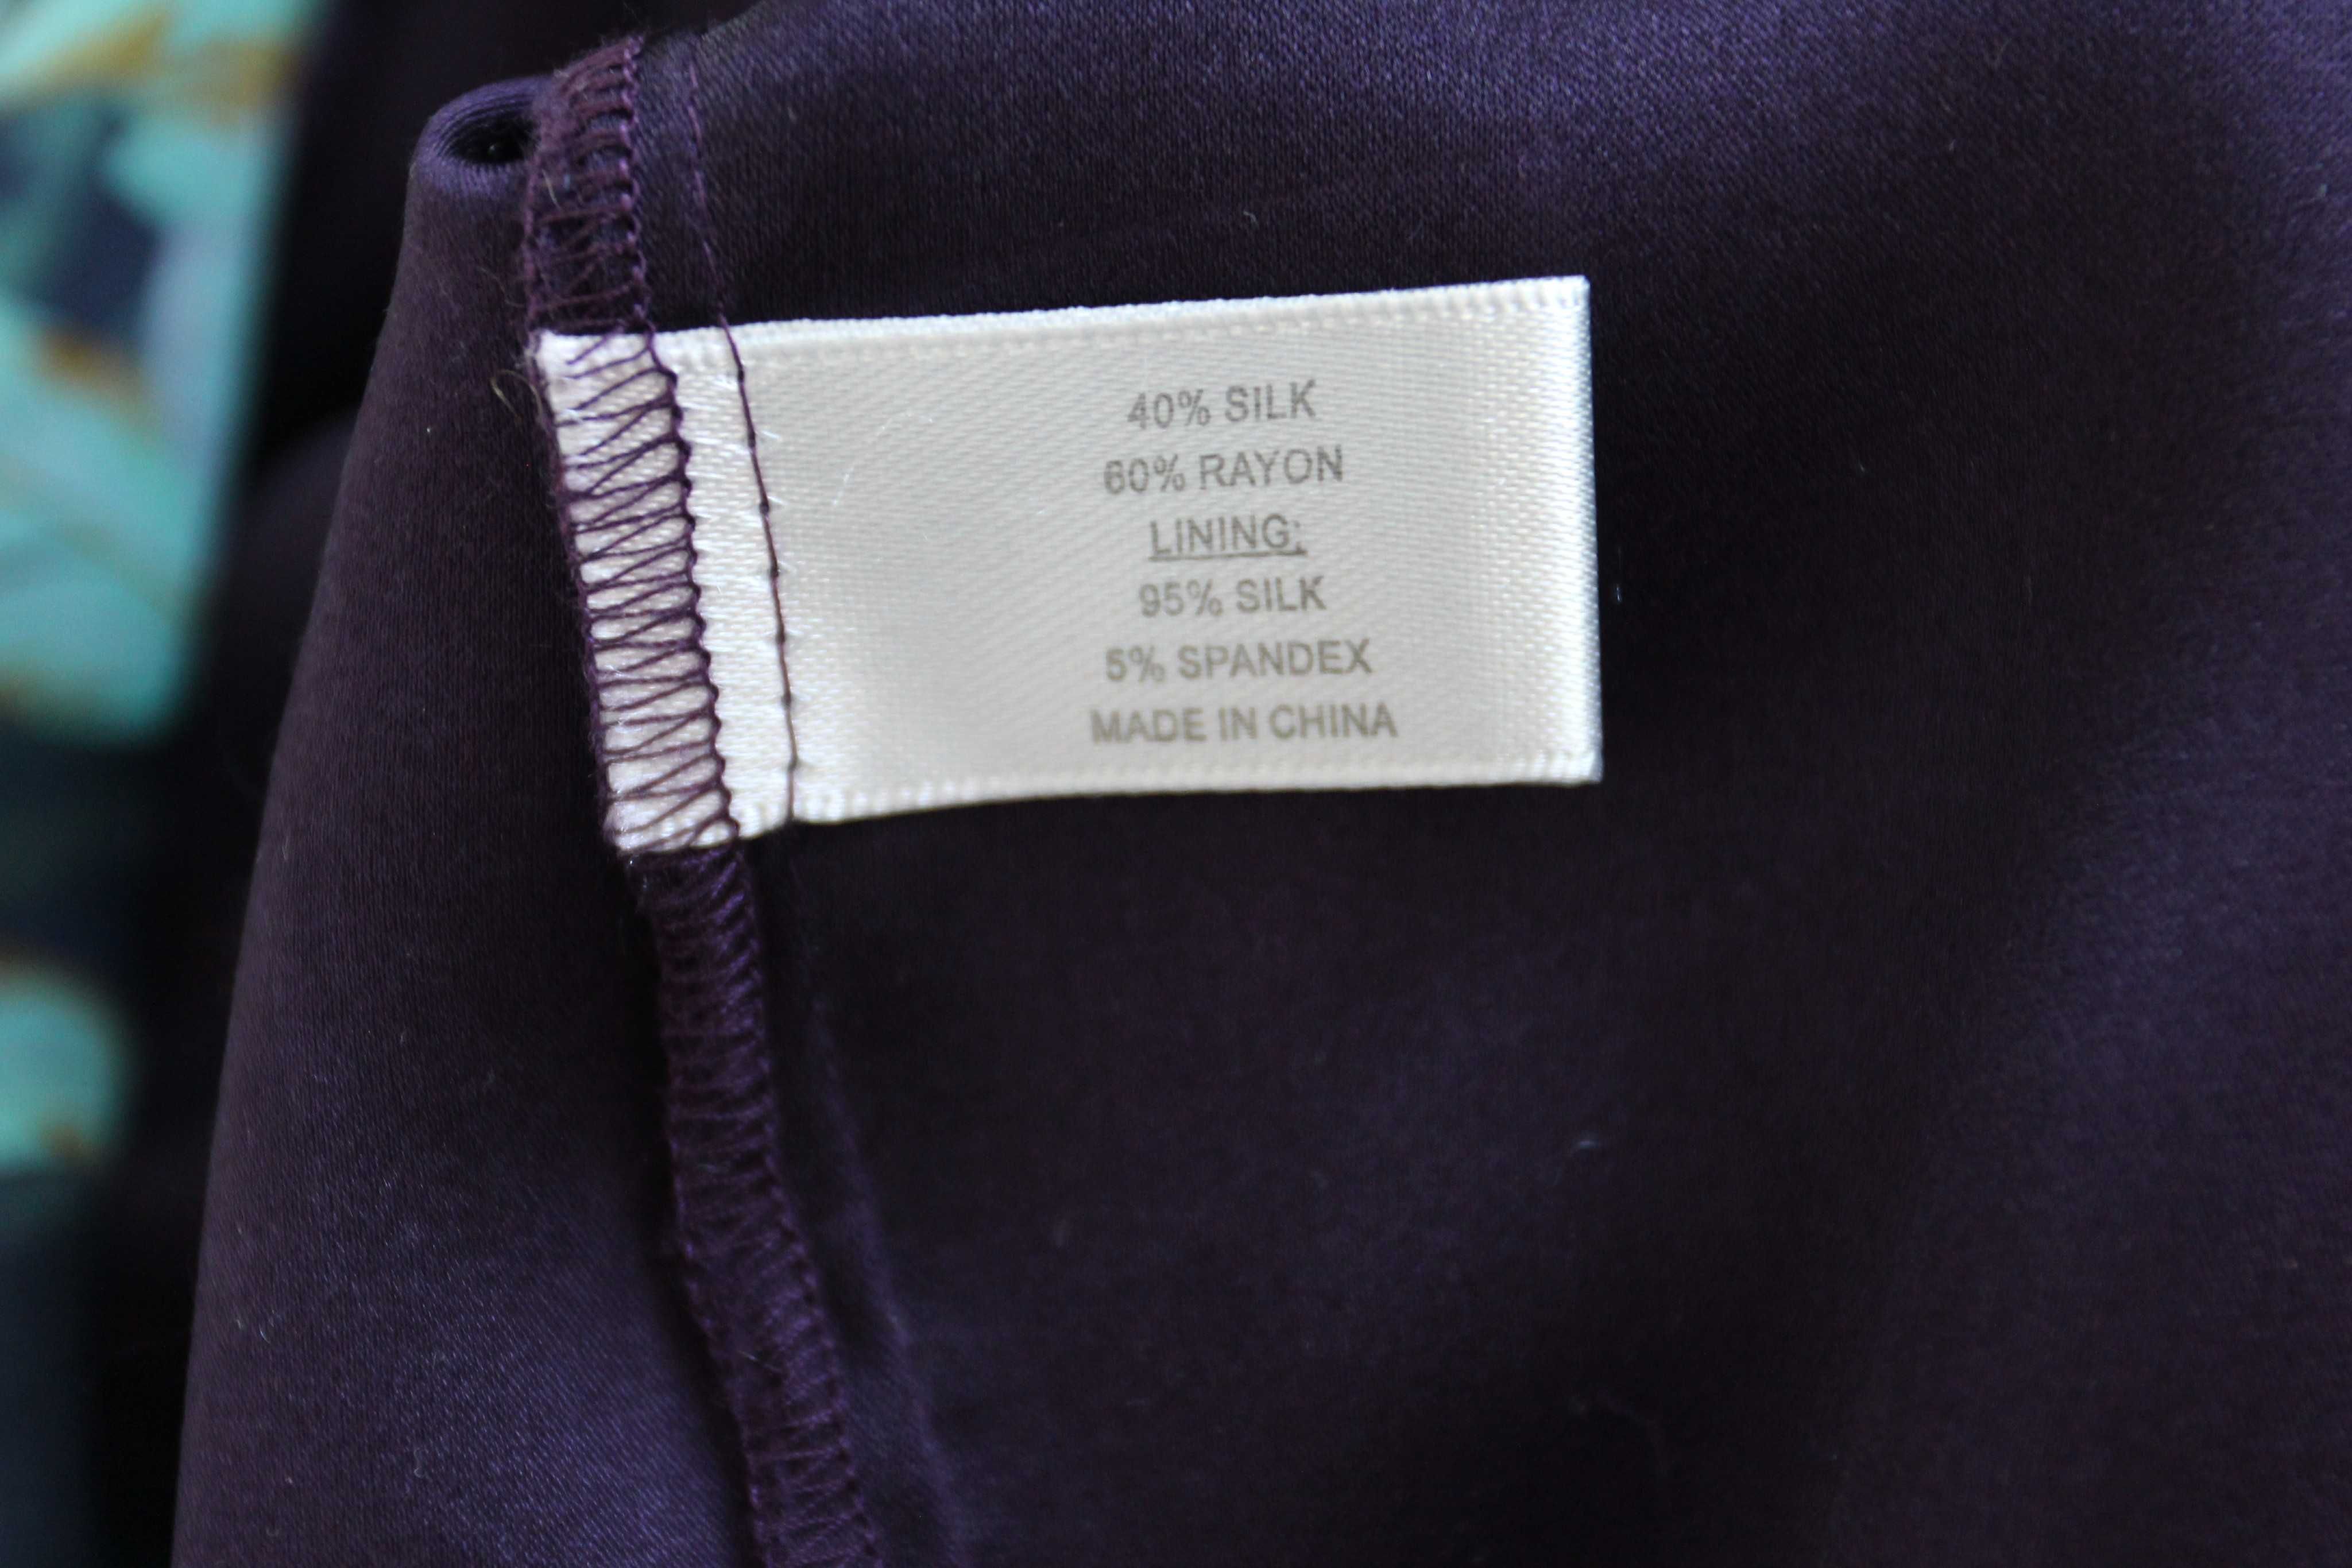 40% SILK
60% RAYON
LINING:
95% SILK
5% SPANDEX
MADE IN CHINA